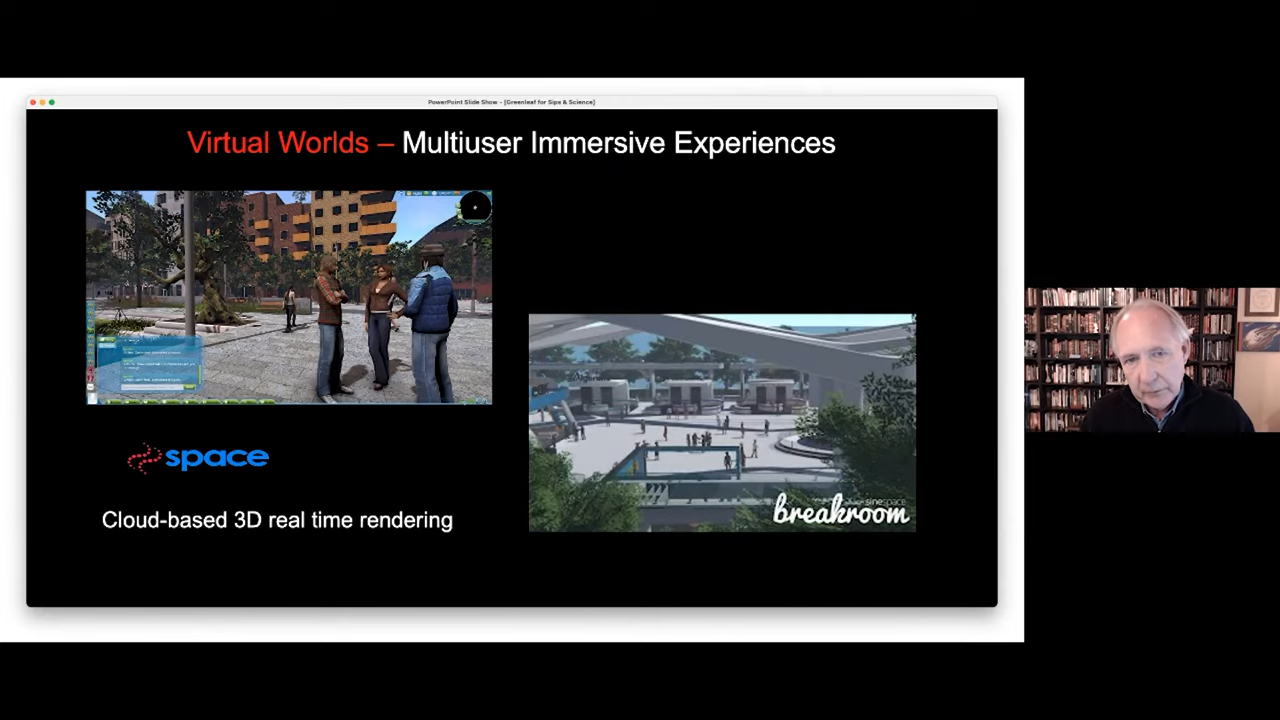 PowerPoint Slide Show - [Greenleaf for Sips & Science]
Virtual Worlds – Multiuser Immersive Experiences
space
Cloud-based 3D real time rendering
sinespace
breakroom